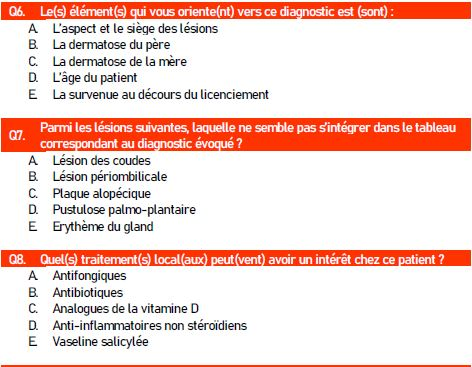 Q6. Le(s) élément(s) qui vous oriente(nt) vers ce diagnostic est (sont) :
A. L'aspect et le siège des lésions
B. La dermatose du père
C. La dermatose de la mère
D. L'âge du patient
E. La survenue au décours du licenciement
Q7. Parmi les lésions suivantes, laquelle ne semble pas s'intégrer dans le tableau
correspondant au diagnostic évoqué ?
A. Lésion des coudes
B. Lésion périombilicale
C. Plaque alopécique
D. Pustulose palmo-plantaire
E. Erythème du gland
Q8. Quel(s) traitement(s) local(aux) peut(vent) avoir un intérêt chez ce patient ?
A. Antifongiques
B. Antibiotiques
C. Analogues de la vitamine D
D. Anti-inflammatoires non stéroïdiens
E. Vaseline salicylée